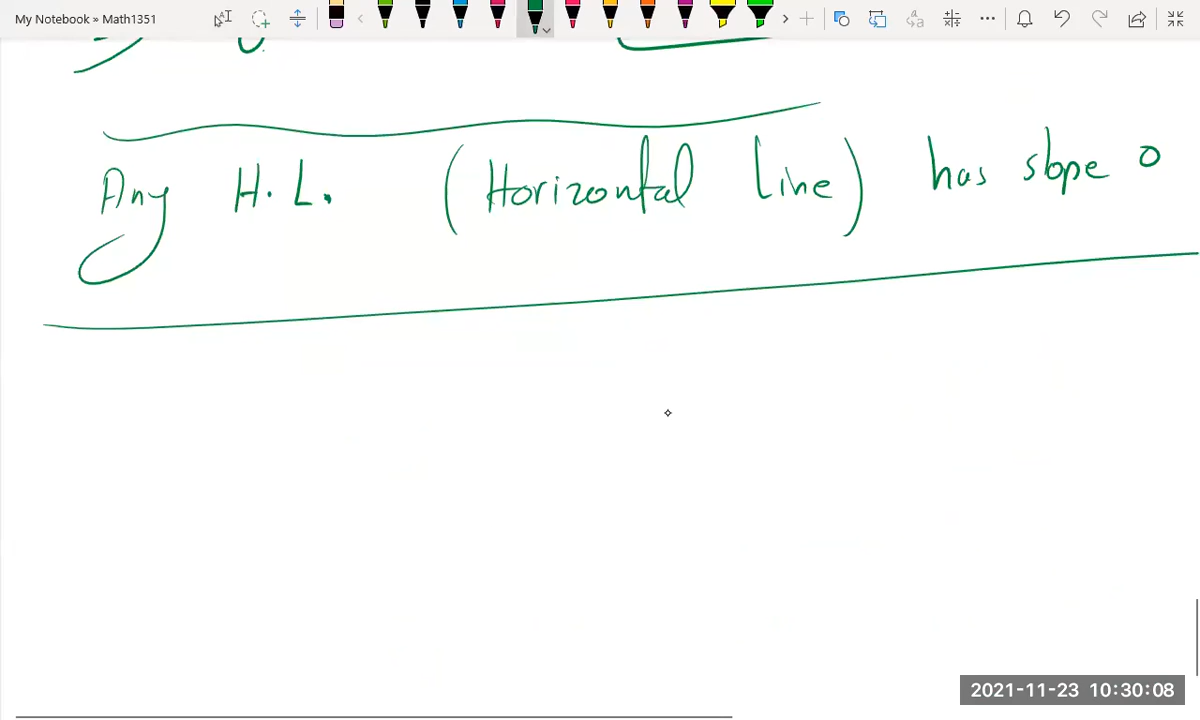 My Notebook » Math1351
Any H.L. (Horizontal Line) has slope 0
2021-11-23 10:30:08